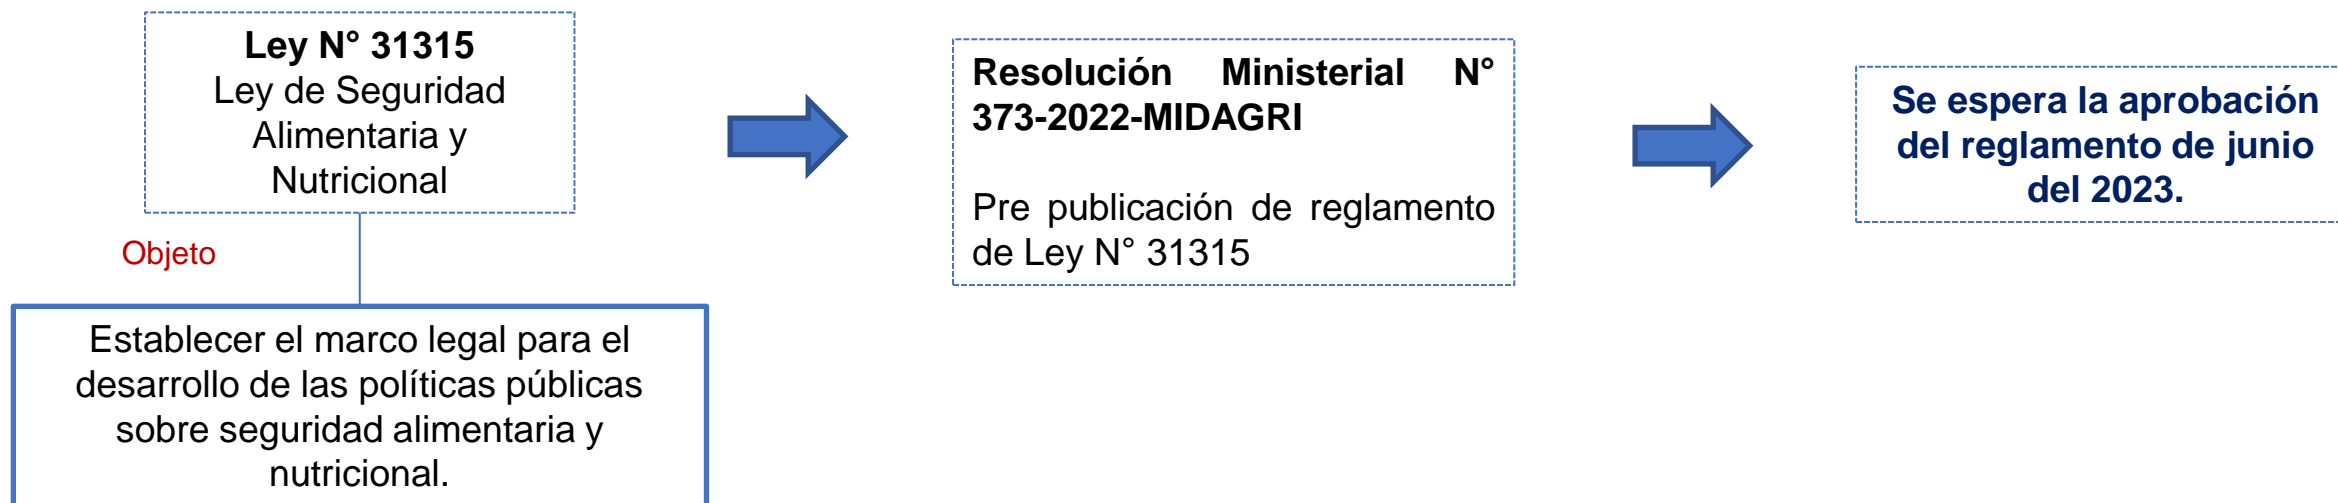 Ley N° 31315
Ley de Seguridad
Alimentaria y
Nutricional
Objeto
Establecer el marco legal para el
desarrollo de las políticas públicas
sobre seguridad alimentaria y
nutricional.
Resolución Ministerial N°
373-2022-MIDAGRI
Pre publicación de reglamento
de Ley N° 31315
Se espera la aprobación
del reglamento de junio
del 2023.